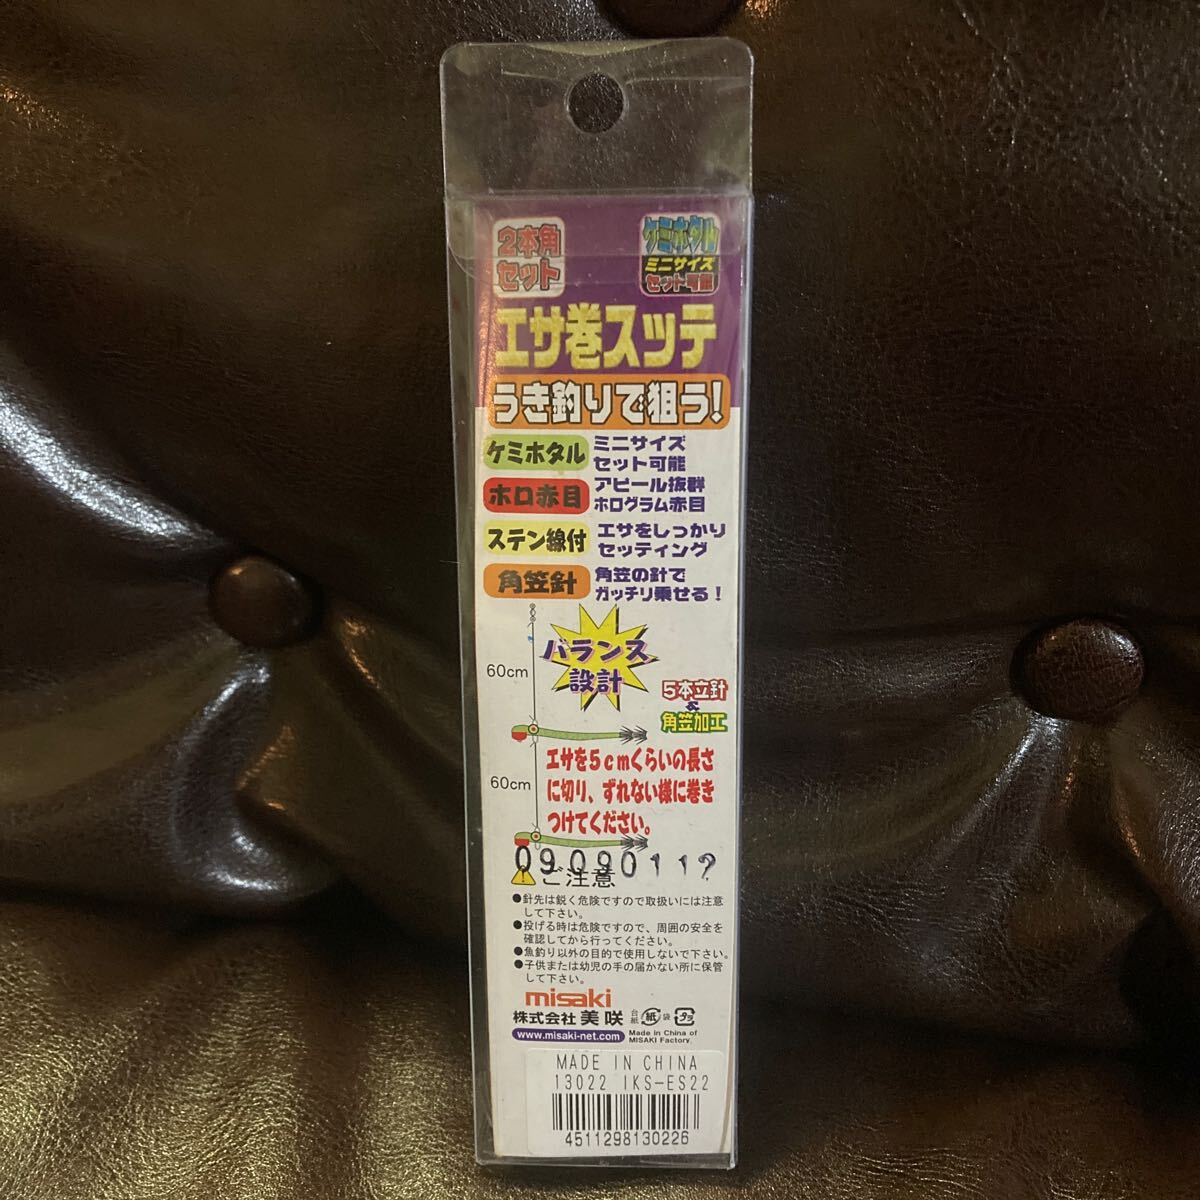 2本角
セット
ケミホタル
ミニサイズ
セット可能
エサ巻スッテ
うき釣りで狙う!
ケミホタル
ミニサイズ
セット可能
ホロ赤目
アピール抜群
ホログラム赤目
ステン線付
エサをしっかり
セッティング
角笠針
角笠の針で
ガッチリ乗せる!
60cm
バランス
設計
5本立針
&
角笠加工
60cm
エサを5cmくらいの長さ
に切り、ずれない様に巻き
つけてください。
ご注意
●針先は鋭く危険ですので取扱いには注意
して下さい。
●投げる時は危険ですので、周囲の安全を
確認してから行ってください。
●魚釣り以外の目的で使用しないで下さい。
●子供または幼児の手の届かない所に保管
して下さい。
misaki
株式会社 美咲
台紙 紙 袋 プラ
www.misaki-net.com
Made in China of
MISAKI Factory.
MADE IN CHINA
13022 IKS-ES22
4511298130226